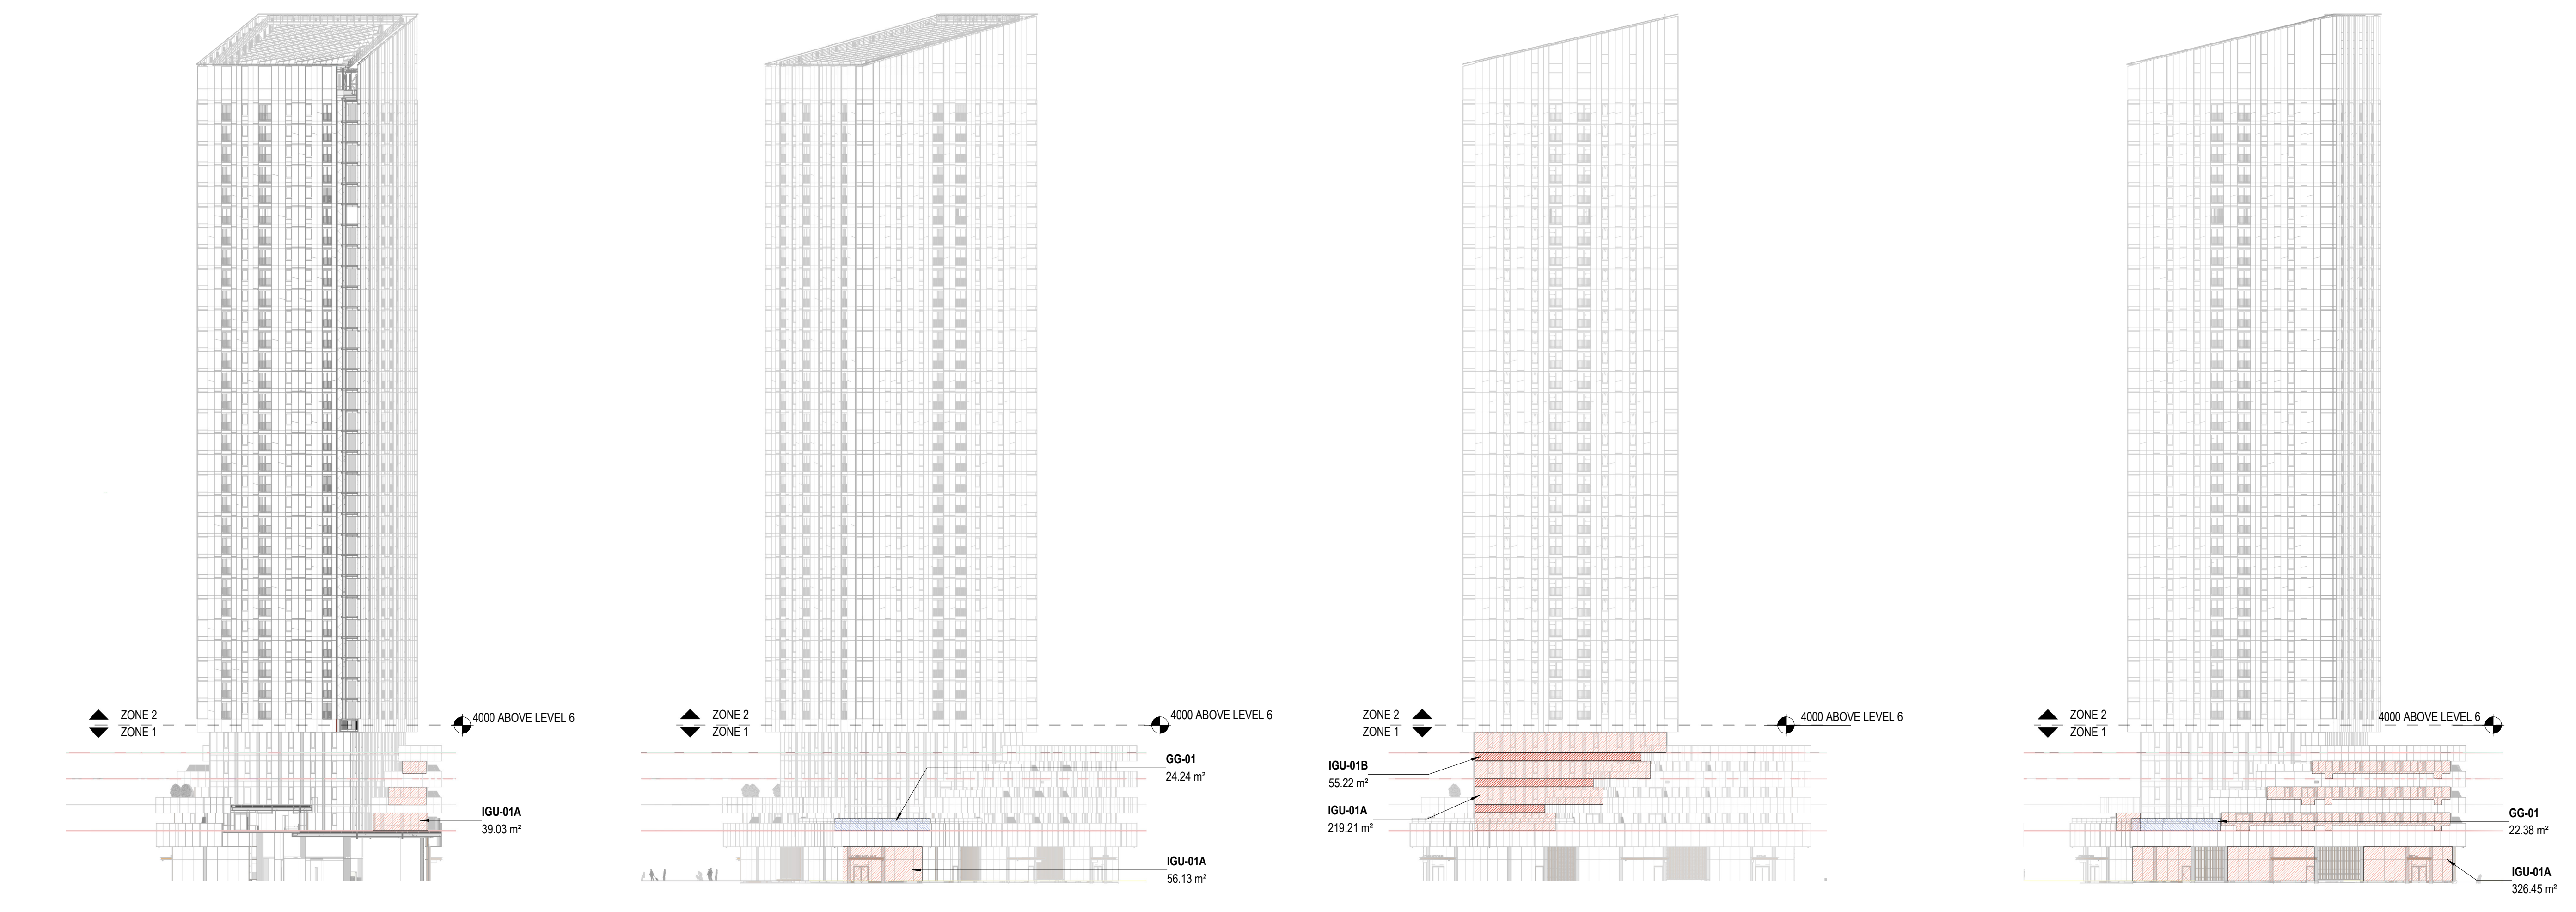 ZONE 2
ZONE 1
4000 ABOVE LEVEL 6
IGU-01A
39.03 m²
ZONE 2
ZONE 1
4000 ABOVE LEVEL 6
GG-01
24.24 m²
IGU-01A
56.13 m²
ZONE 2
ZONE 1
4000 ABOVE LEVEL 6
IGU-01B
55.22 m²
IGU-01A
219.21 m²
ZONE 2
ZONE 1
4000 ABOVE LEVEL 6
GG-01
22.38 m²
IGU-01A
326.45 m²